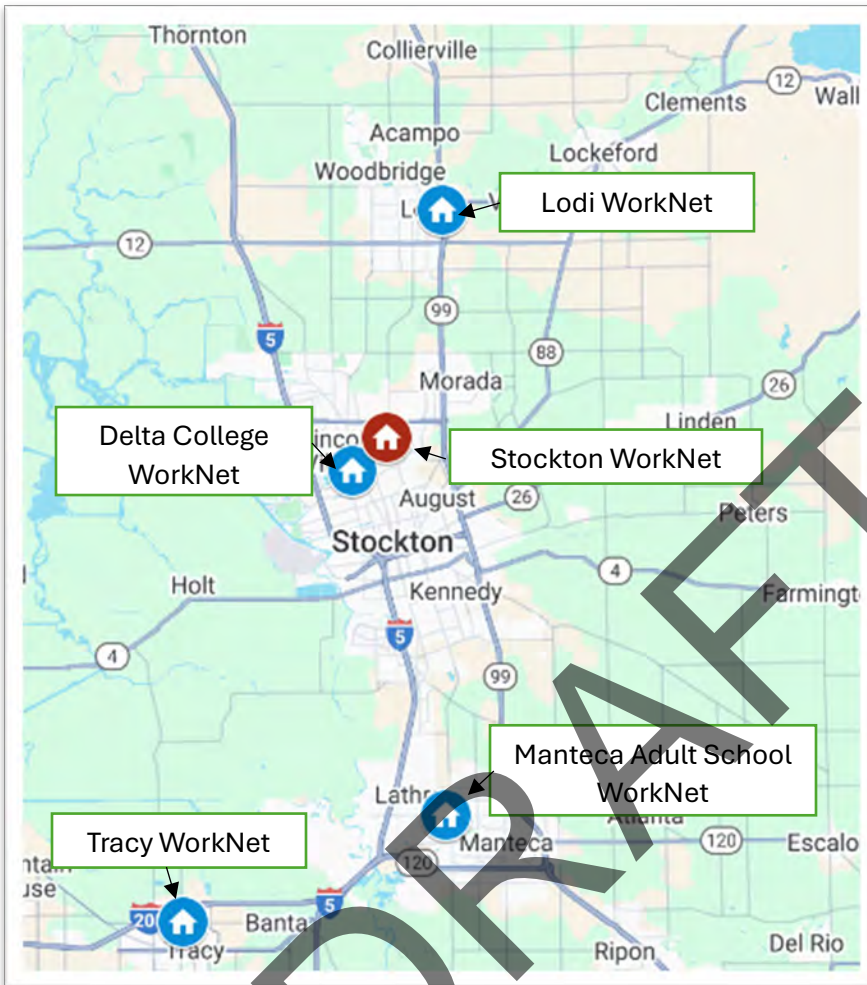 Thornton
Collierville
12
Wall
Clements
Acampo
Lockeford
Woodbridge
Lodi WorkNet
12
99
5
88
Morada
26
Linden
Delta College
WorkNet
Stockton WorkNet
August
26
Peters
Stockton
4
Holt
Kennedy
Farmingt
5
4
99
DRAFT
Manteca Adult School
WorkNet
Lathr
Tracy WorkNet
Manteca
120
Escalo
120
5
20
Banta
Tracy
Ripon
Del Rio